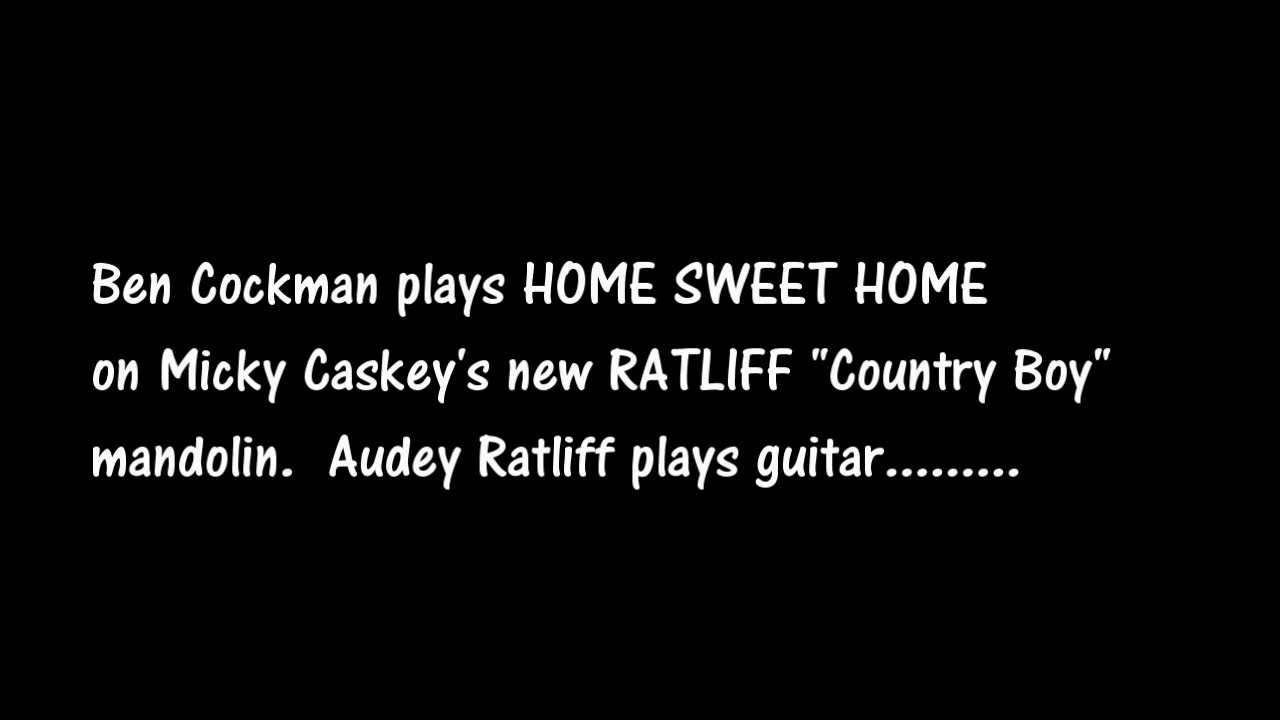 Ben Cockman plays HOME SWEET HOME
on Micky Caskey's new RATLIFF "Country Boy"
mandolin.  Audey Ratliff plays guitar.........